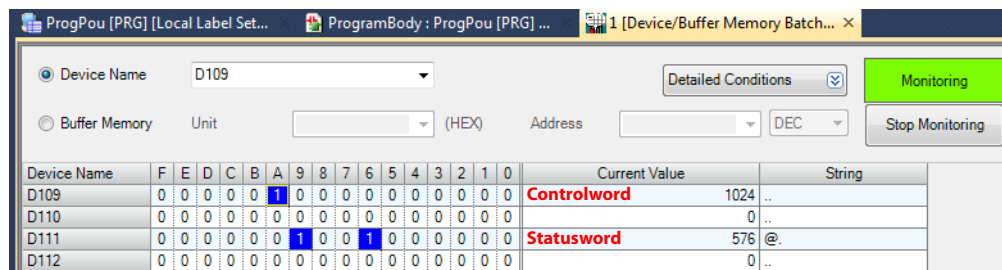 ProgPou [PRG] [Local Label Set... ProgramBody : ProgPou [PRG] ... 1 [Device/Buffer Memory Batch... ×
Device Name D109 Detailed Conditions Monitoring
Buffer Memory Unit (HEX) Address DEC Stop Monitoring
Device Name F E D C B A 9 8 7 6 5 4 3 2 1 0 Current Value String
D109 0 0 0 0 0 1 0 0 0 0 0 0 0 0 0 0 Controlword 1024 ..
D110 0 0 0 0 0 0 0 0 0 0 0 0 0 0 0 0 0 ..
D111 0 0 0 0 0 0 1 0 0 1 0 0 0 0 0 0 Statusword 576 @.
D112 0 0 0 0 0 0 0 0 0 0 0 0 0 0 0 0 0 ..